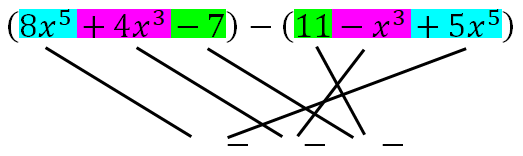 (8x⁵ + 4x³ − 7) − (11 − x³ + 5x⁵)
− − −